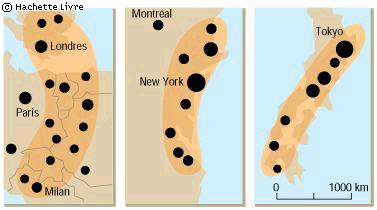 © Hachette Livre
Londres
Paris
Milan
Montréal
New York
Tokyo
0 1000 km